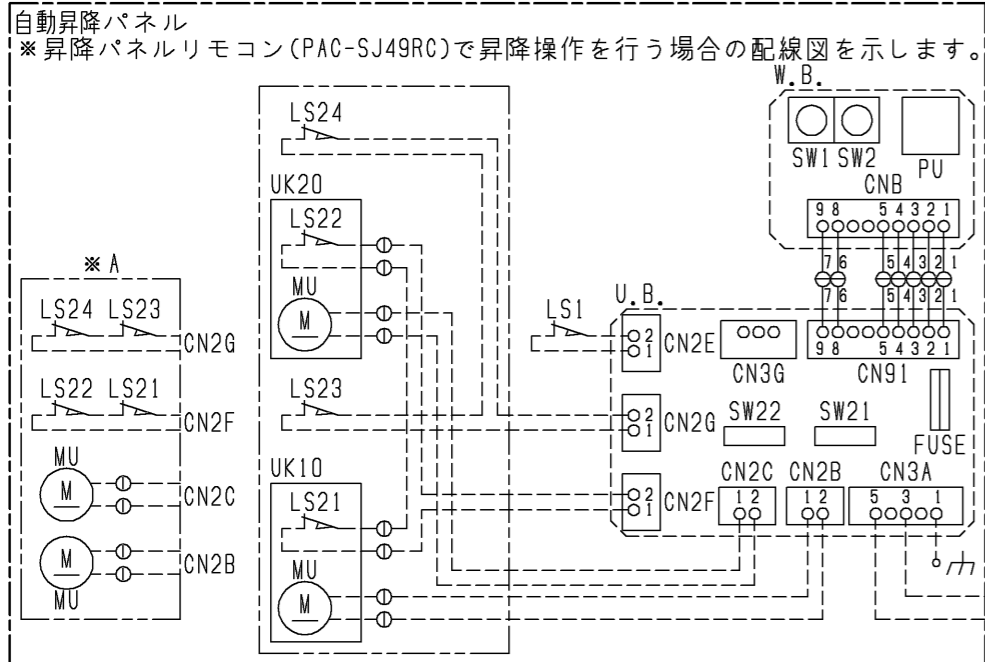 自動昇降パネル
※昇降パネルリモコン(PAC-SJ49RC)で昇降操作を行う場合の配線図を示します。
W.B.
SW1 SW2 PU
CNB
9 8 5 4 3 2 1
7 6 5 4 3 2 1
7 6 5 4 3 2 1
9 8 5 4 3 2 1
CN91
LS24
UK20
LS22
MU
M
LS23
UK10
LS21
MU
M
※A
LS24 LS23
CN2G
LS22 LS21
CN2F
MU
M
CN2C
M
CN2B
MU
LS1
U.B.
2
1
CN2E
CN3G
2
1
CN2G
SW22 SW21
FUSE
2
1
CN2F
CN2C CN2B CN3A
1 2 1 2 5 3 1